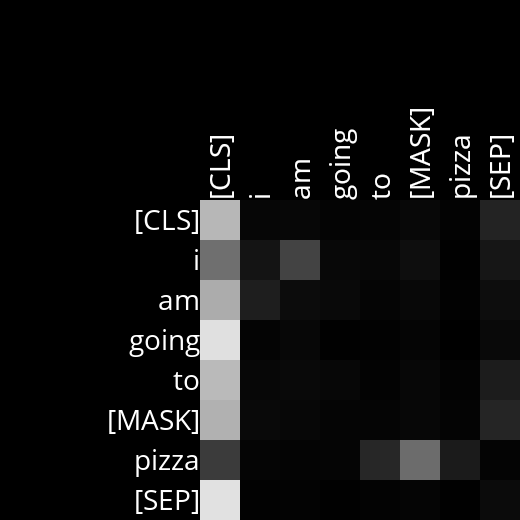 [CLS] i am going to [MASK] pizza [SEP]
[CLS]
i
am
going
to
[MASK]
pizza
[SEP]